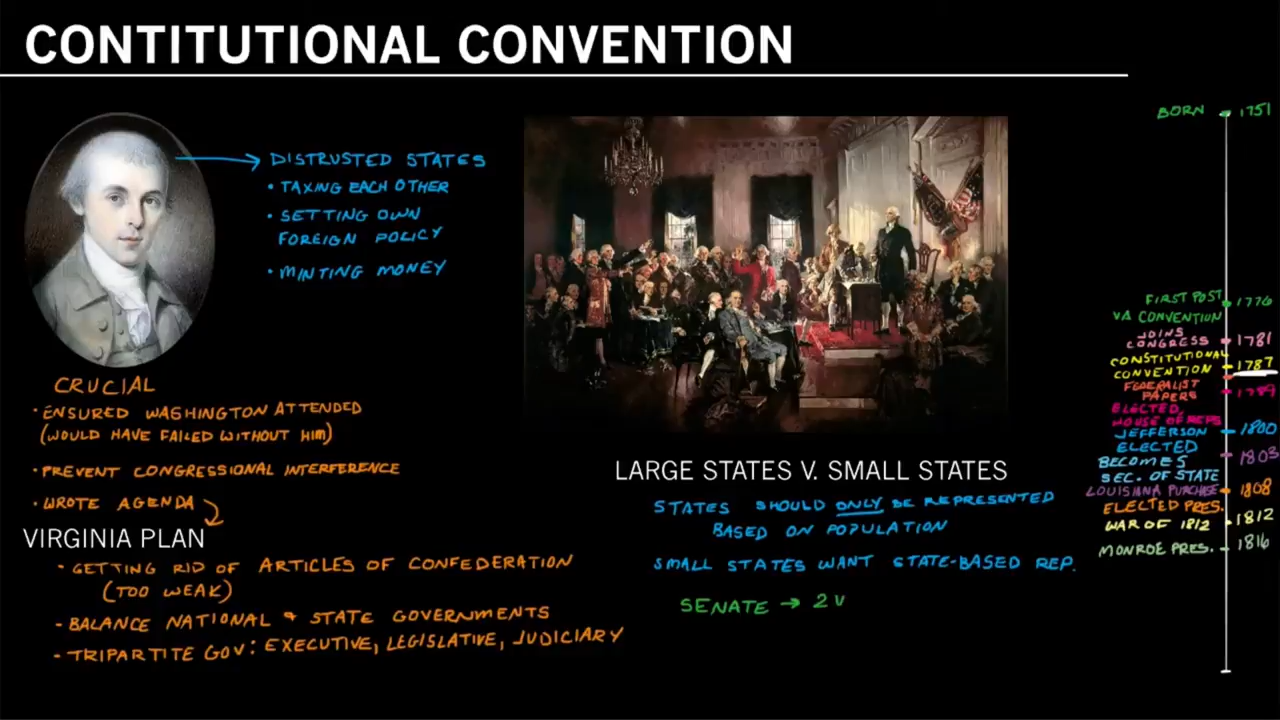 CONTITUTIONAL CONVENTION
DISTRUSTED STATES
• TAXING EACH OTHER
• SETTING OWN
FOREIGN POLICY
• MINTING MONEY
CRUCIAL
• ENSURED WASHINGTON ATTENDED
(WOULD HAVE FAILED WITHOUT HIM)
• PREVENT CONGRESSIONAL INTERFERENCE
• WROTE AGENDA
VIRGINIA PLAN
- GETTING RID OF ARTICLES OF CONFEDERATION
(TOO WEAK)
- BALANCE NATIONAL & STATE GOVERNMENTS
- TRIPARTITE GOV: EXECUTIVE, LEGISLATIVE, JUDICIARY
LARGE STATES V. SMALL STATES
STATES SHOULD ONLY BE REPRESENTED
BASED ON POPULATION
SMALL STATES WANT STATE-BASED REP.
SENATE → 2 V
BORN 1751
FIRST POST 1776
VA CONVENTION
JOINS
CONGRESS 1781
CONSTITUTIONAL
CONVENTION 1787
FEDERALIST
PAPERS 1789
ELECTED,
HOUSE OF REPS
JEFFERSON 1800
ELECTED
BECOMES 1803
SEC. OF STATE
LOUISIANA PURCHASE 1808
ELECTED PRES.
WAR OF 1812 1812
MONROE PRES. 1816